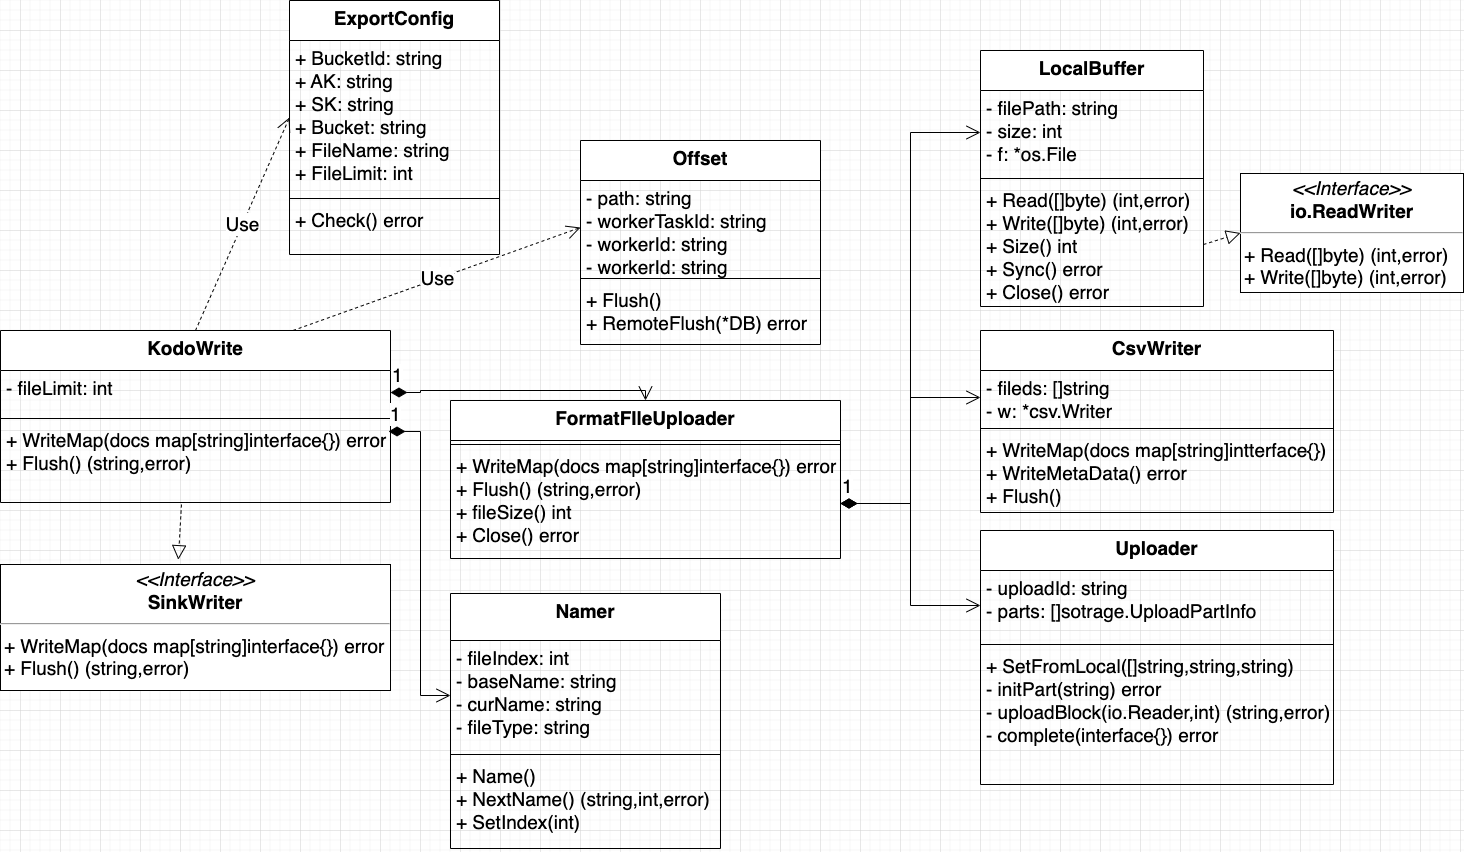 ExportConfig
+ BucketId: string
+ AK: string
+ SK: string
+ Bucket: string
+ FileName: string
+ FileLimit: int
+ Check() error
Use
Offset
- path: string
- workerTaskId: string
- workerId: string
- workerId: string
+ Flush()
+ RemoteFlush(*DB) error
Use
LocalBuffer
- filePath: string
- size: int
- f: *os.File
+ Read([]byte) (int,error)
+ Write([]byte) (int,error)
+ Size() int
+ Sync() error
+ Close() error
<<Interface>>
io.ReadWriter
+ Read([]byte) (int,error)
+ Write([]byte) (int,error)
KodoWrite
- fileLimit: int
+ WriteMap(docs map[string]interface{}) error
+ Flush() (string,error)
1
1
FormatFIleUploader
+ WriteMap(docs map[string]interface{}) error
+ Flush() (string,error)
+ fileSize() int
+ Close() error
1
CsvWriter
- fileds: []string
- w: *csv.Writer
+ WriteMap(docs map[string]intterface{})
+ WriteMetaData() error
+ Flush()
<<Interface>>
SinkWriter
+ WriteMap(docs map[string]interface{}) error
+ Flush() (string,error)
Namer
- fileIndex: int
- baseName: string
- curName: string
- fileType: string
+ Name()
+ NextName() (string,int,error)
+ SetIndex(int)
Uploader
- uploadId: string
- parts: []sotrage.UploadPartInfo
+ SetFromLocal([]string,string,string)
- initPart(string) error
- uploadBlock(io.Reader,int) (string,error)
- complete(interface{}) error